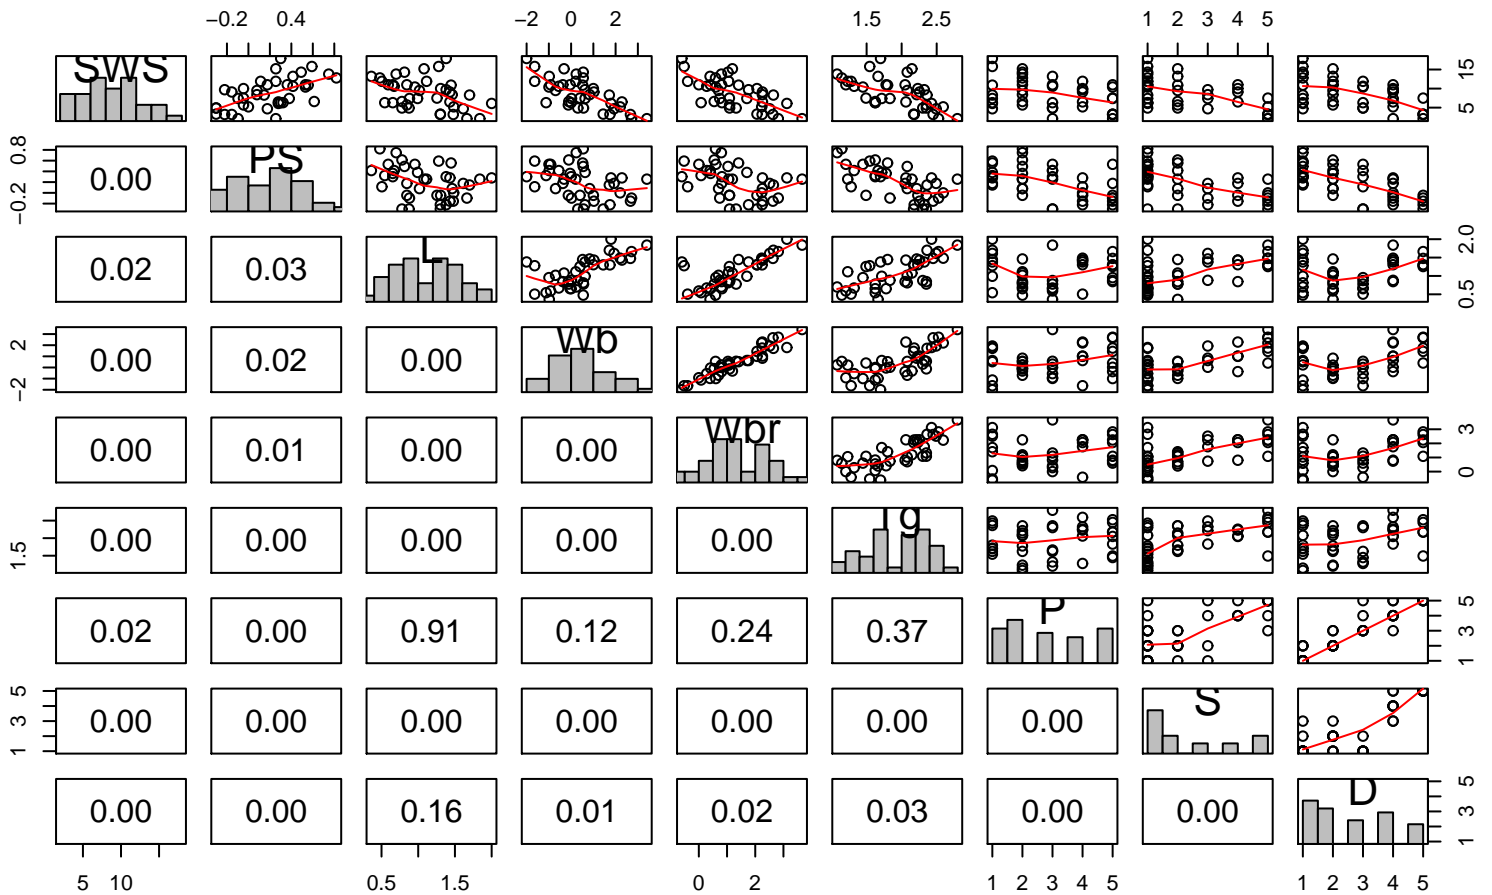 −0.2 0.4 −2 0 2 1.5 2.5 1 2 3 4 5
SWS 5 15
−0.2 0.8 0.00 PS
0.02 0.03 L 0.5 2.0
−2 2 0.00 0.02 0.00 Wb
0.00 0.01 0.00 0.00 Wbr 0 3
1.5 0.00 0.00 0.00 0.00 0.00 Tg
0.02 0.00 0.91 0.12 0.24 0.37 P 1 3 5
1 3 5 0.00 0.00 0.00 0.00 0.00 0.00 0.00 S
0.00 0.00 0.16 0.01 0.02 0.03 0.00 0.00 D 1 3 5
5 10 0.5 1.5 0 2 1 2 3 4 5 1 2 3 4 5